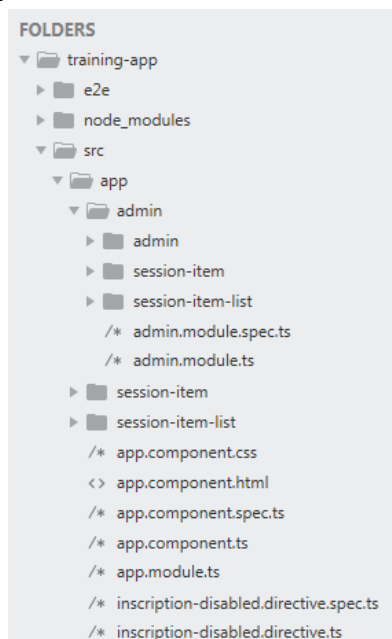 FOLDERS
training-app
e2e
node_modules
src
app
admin
admin
session-item
session-item-list
/* admin.module.spec.ts
/* admin.module.ts
session-item
session-item-list
/* app.component.css
<> app.component.html
/* app.component.spec.ts
/* app.component.ts
/* app.module.ts
/* inscription-disabled.directive.spec.ts
/* inscription-disabled.directive.ts